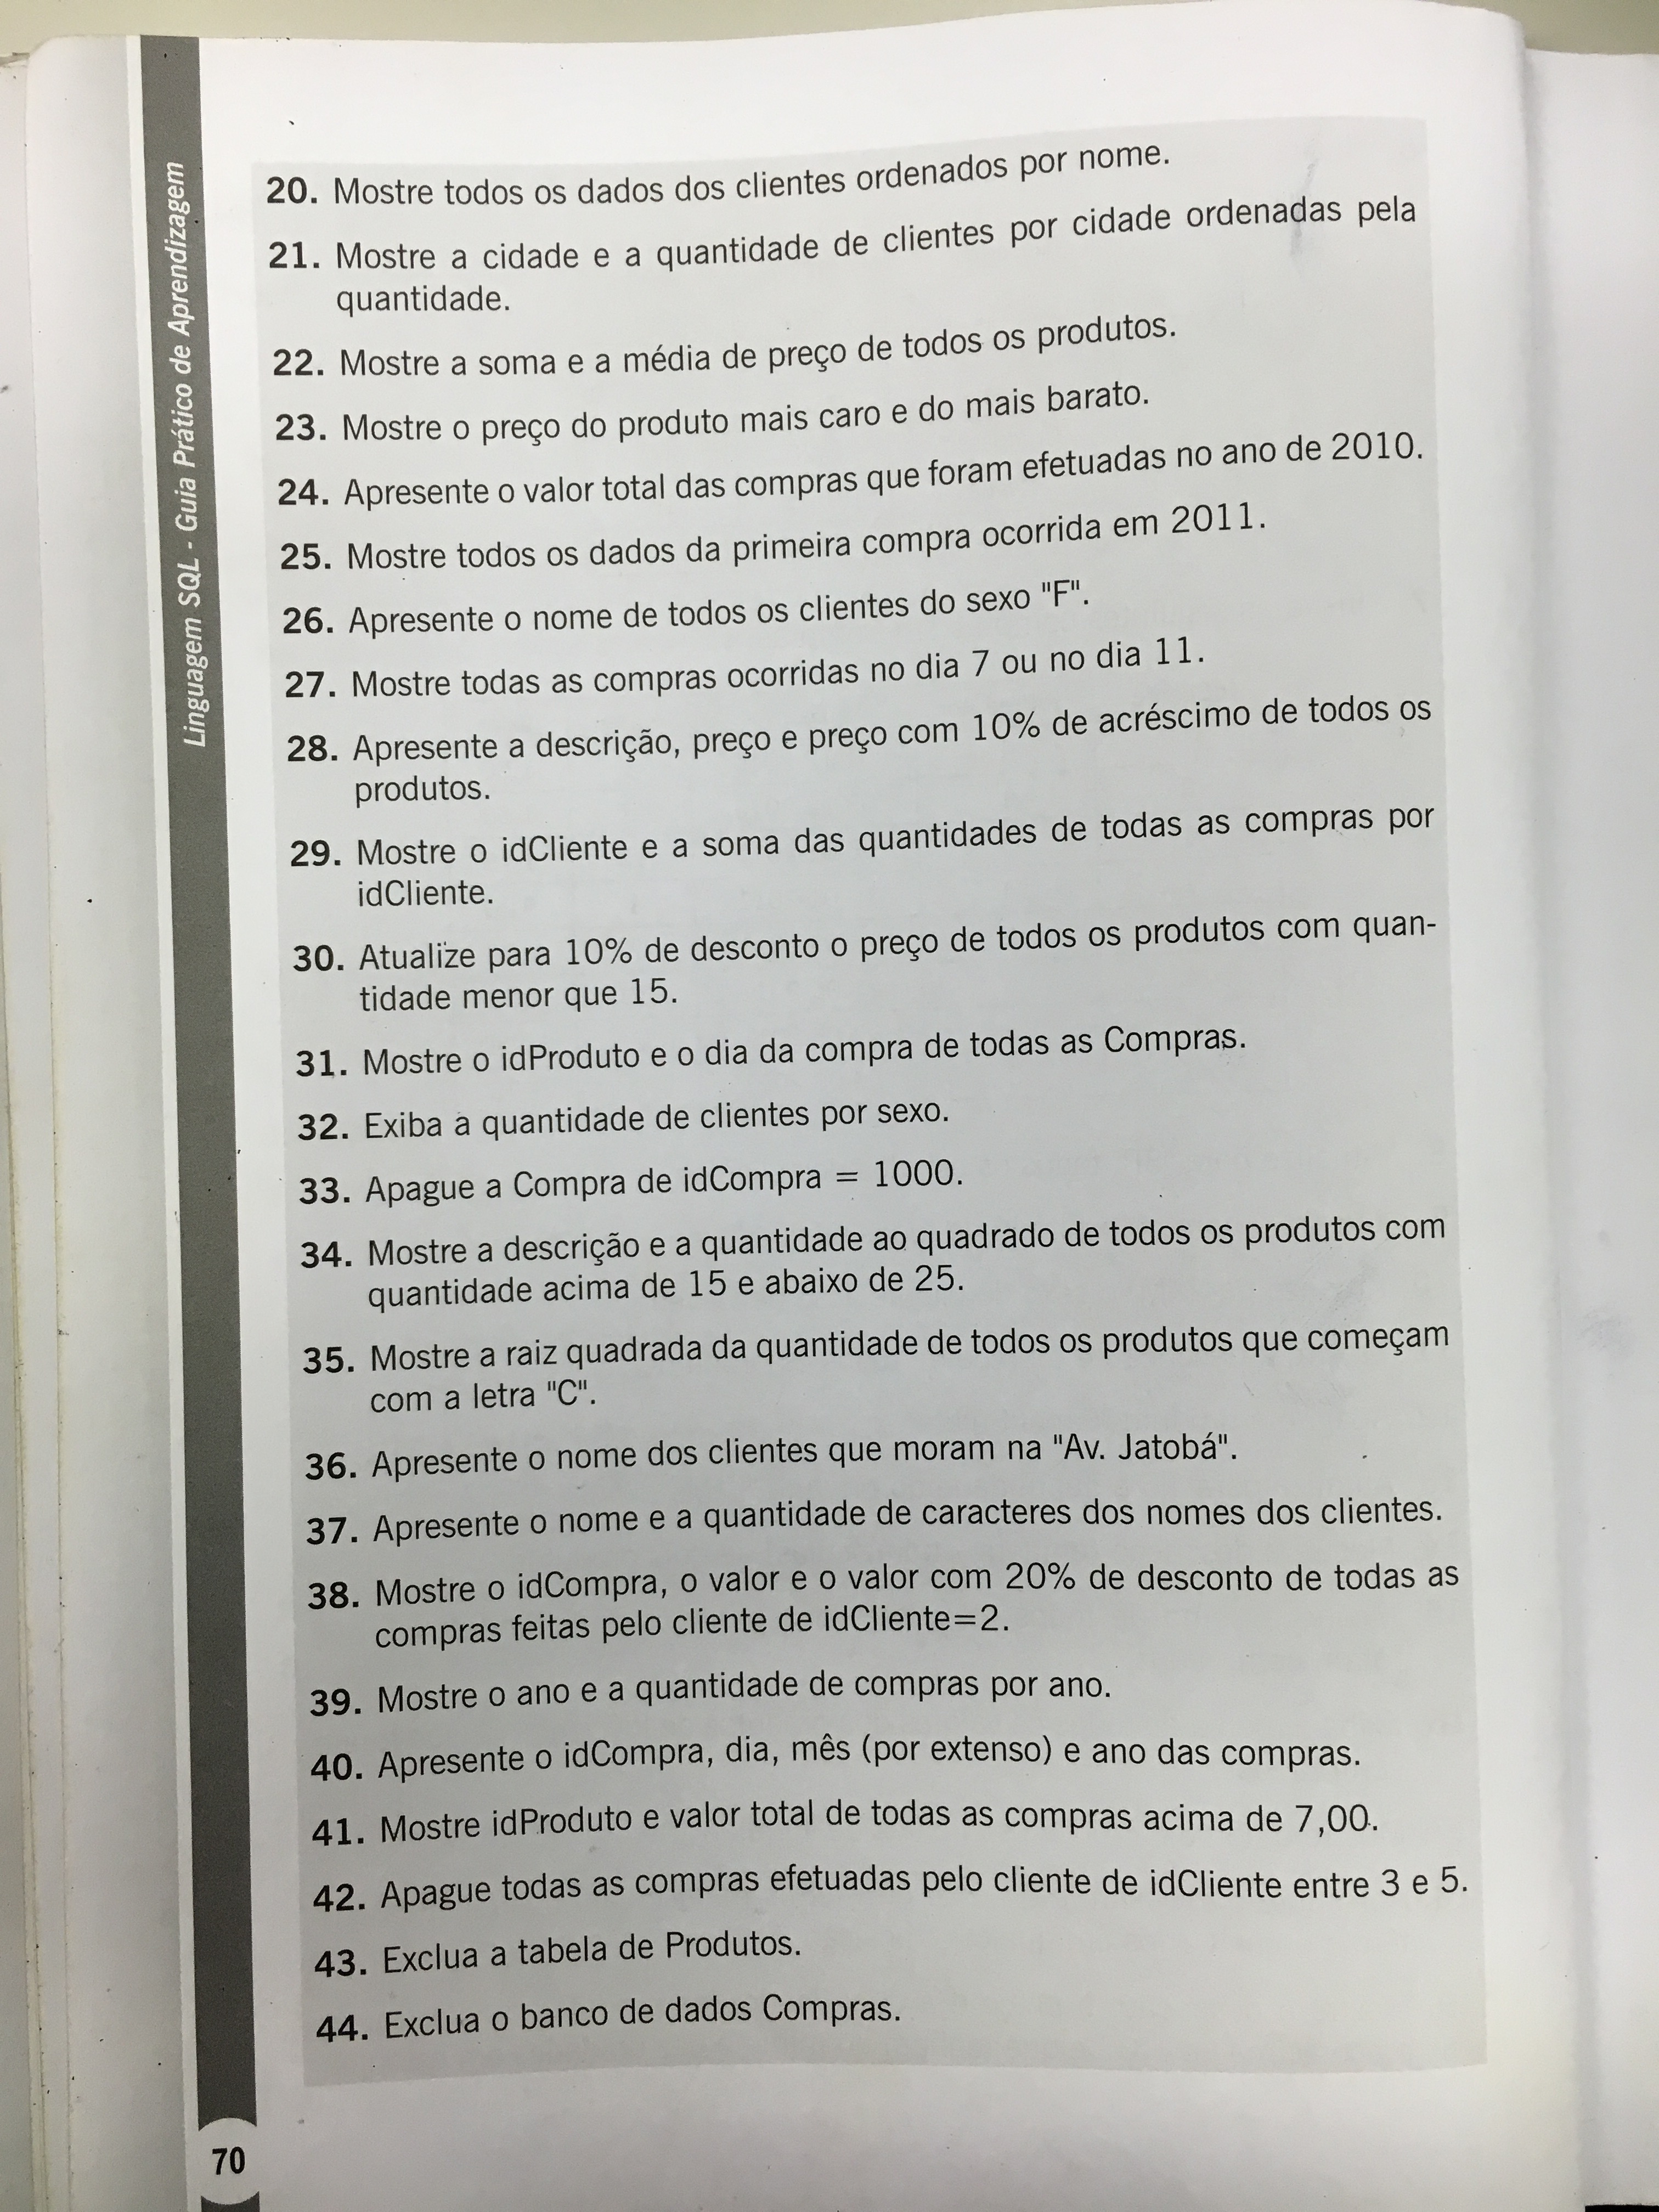 Linguagem SQL - Guia Prático de Aprendizagem
20. Mostre todos os dados dos clientes ordenados por nome.
21. Mostre a cidade e a quantidade de clientes por cidade ordenadas pela
quantidade.
22. Mostre a soma e a média de preço de todos os produtos.
23. Mostre o preço do produto mais caro e do mais barato.
24. Apresente o valor total das compras que foram efetuadas no ano de 2010.
25. Mostre todos os dados da primeira compra ocorrida em 2011.
26. Apresente o nome de todos os clientes do sexo "F".
27. Mostre todas as compras ocorridas no dia 7 ou no dia 11.
28. Apresente a descrição, preço e preço com 10% de acréscimo de todos os
produtos.
29. Mostre o idCliente e a soma das quantidades de todas as compras por
idCliente.
30. Atualize para 10% de desconto o preço de todos os produtos com quan-
tidade menor que 15.
31. Mostre o idProduto e o dia da compra de todas as Compras.
32. Exiba a quantidade de clientes por sexo.
33. Apague a Compra de idCompra = 1000.
34. Mostre a descrição e a quantidade ao quadrado de todos os produtos com
quantidade acima de 15 e abaixo de 25.
35. Mostre a raiz quadrada da quantidade de todos os produtos que começam
com a letra "C".
36. Apresente o nome dos clientes que moram na "Av. Jatobá".
37. Apresente o nome e a quantidade de caracteres dos nomes dos clientes.
38. Mostre o idCompra, o valor e o valor com 20% de desconto de todas as
compras feitas pelo cliente de idCliente=2.
39. Mostre o ano e a quantidade de compras por ano.
40. Apresente o idCompra, dia, mês (por extenso) e ano das compras.
41. Mostre idProduto e valor total de todas as compras acima de 7,00.
42. Apague todas as compras efetuadas pelo cliente de idCliente entre 3 e 5.
43. Exclua a tabela de Produtos.
44. Exclua o banco de dados Compras.
70